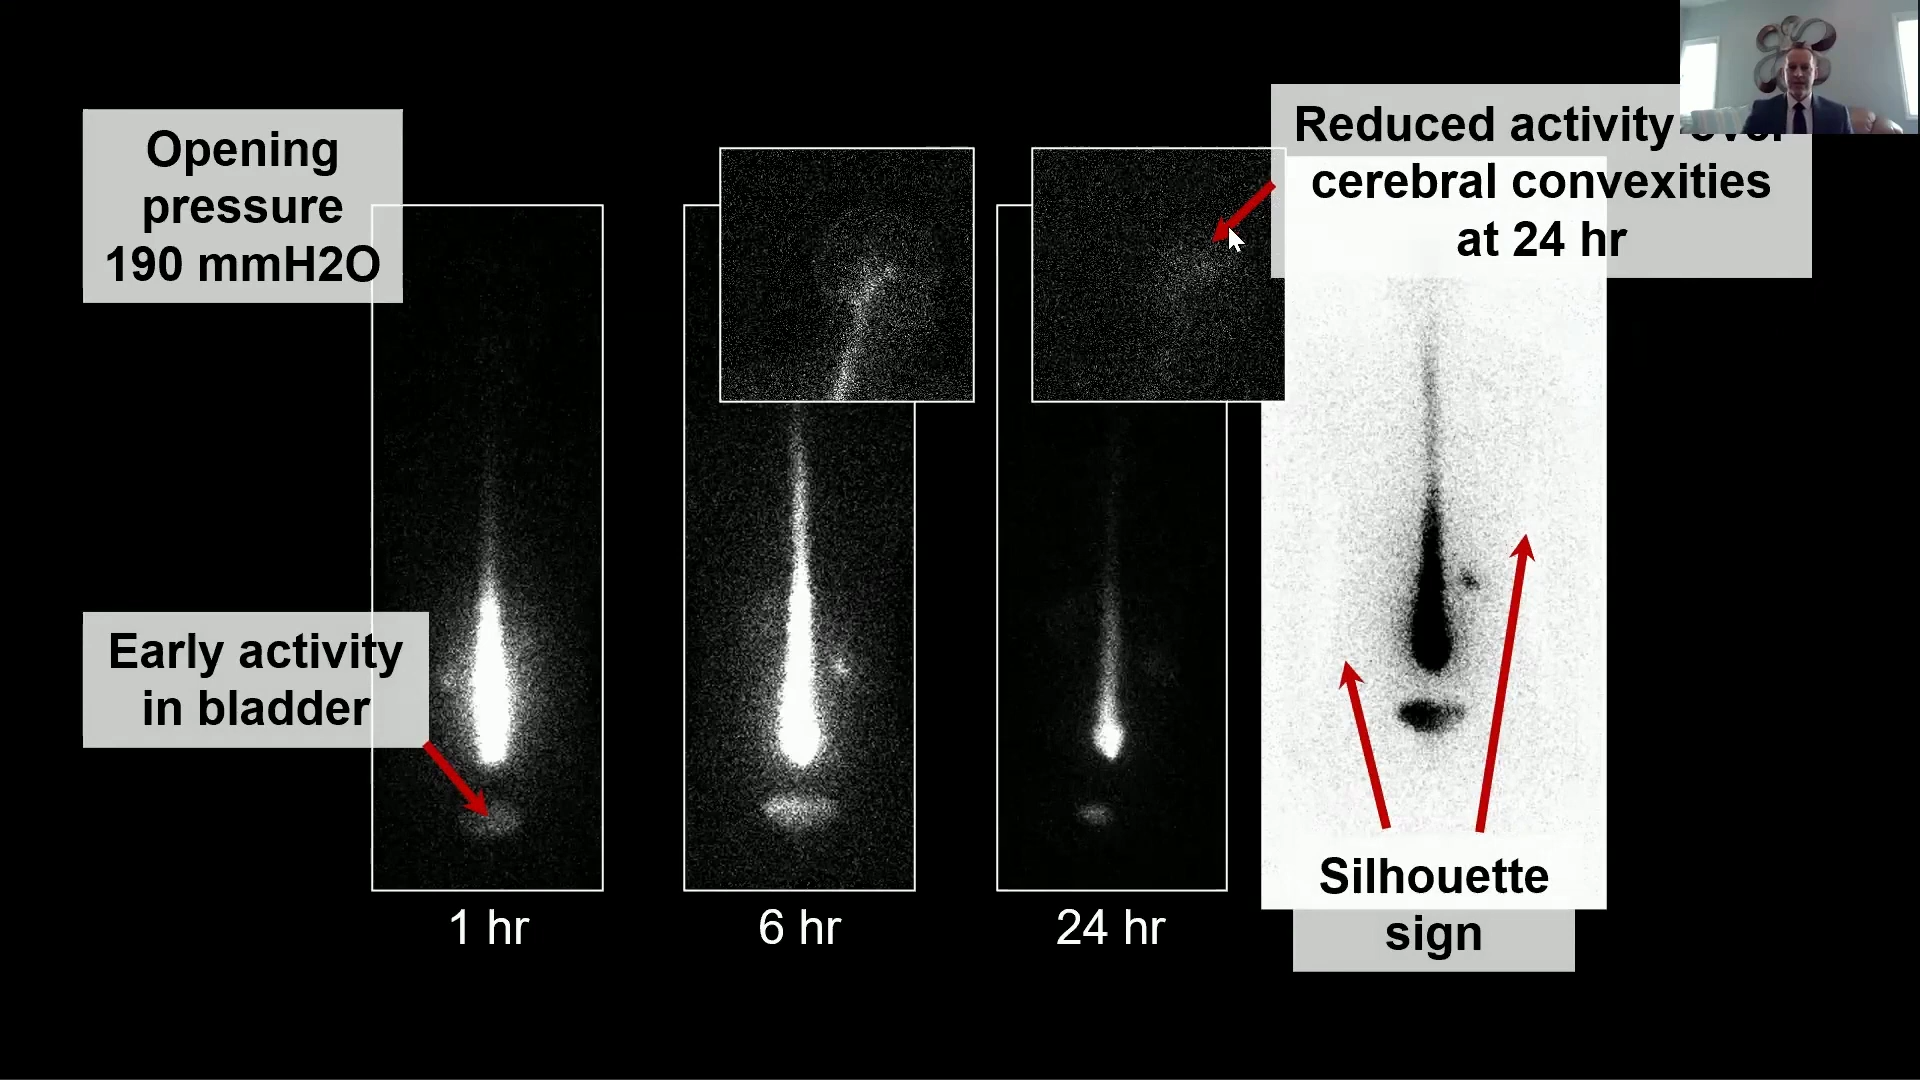 Opening
pressure
190 mmH2O
Reduced activity over
cerebral convexities
at 24 hr
Early activity
in bladder
Silhouette
sign
1 hr
6 hr
24 hr